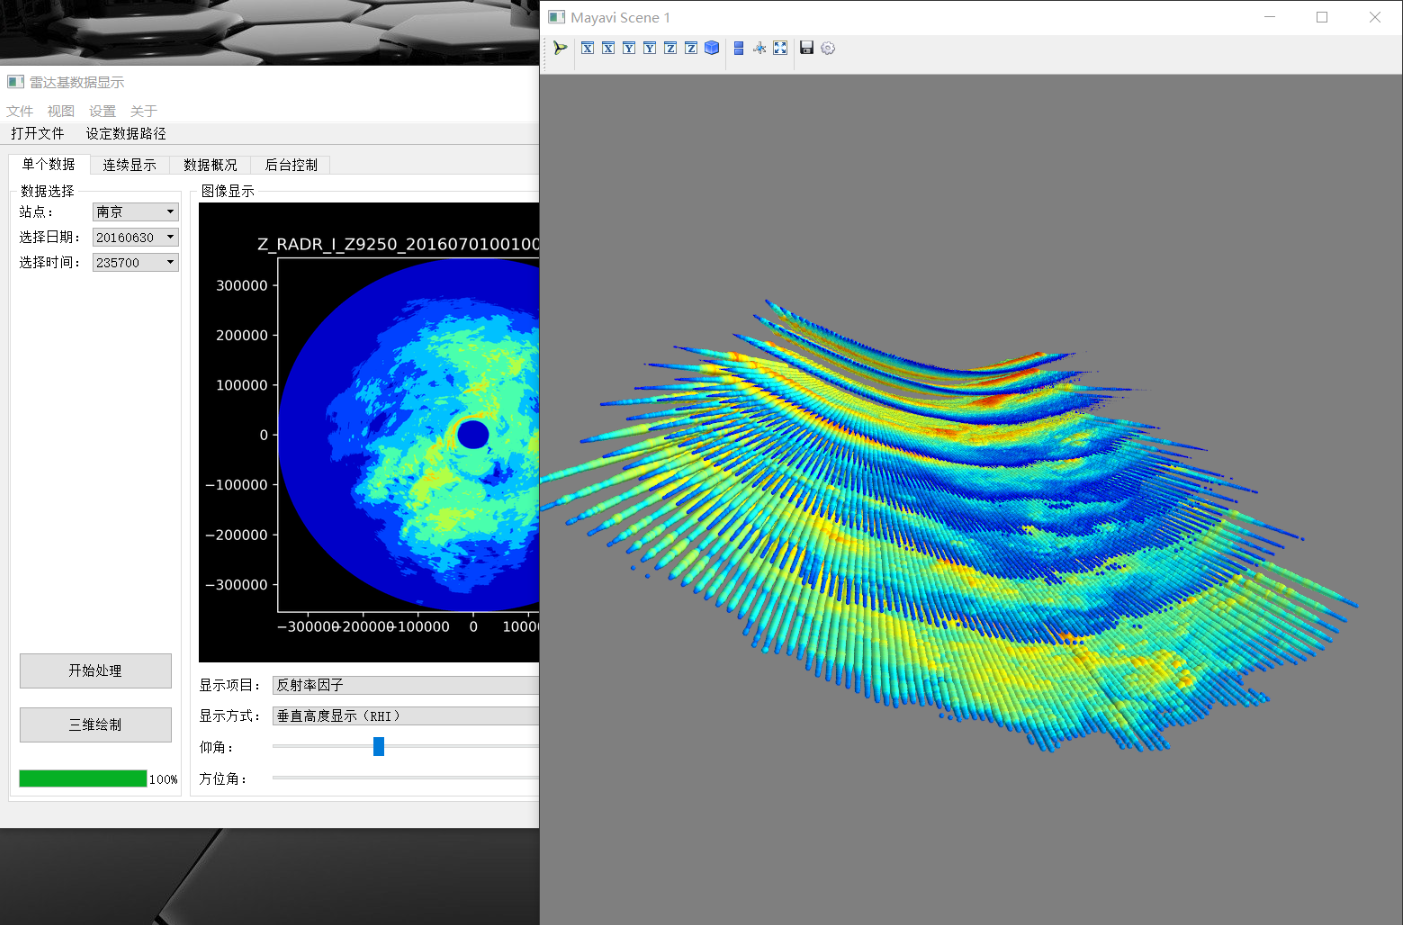 Mayavi Scene 1
X X Y Y Z Z
雷达基数据显示
文件 视图 设置 关于
打开文件 设定数据路径
单个数据 连续显示 数据概况 后台控制
数据选择
站点： 南京
选择日期： 20160630
选择时间： 235700
开始处理
三维绘制
100%
图像显示
Z_RADR_I_Z9250_2016070100100
300000
200000
100000
0
−100000
−200000
−300000
−300000 −200000 −100000 0 10000
显示项目： 反射率因子
显示方式： 垂直高度显示（RHI）
仰角：
方位角：